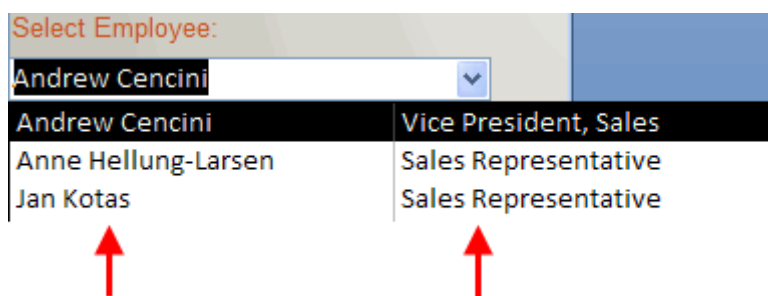 Select Employee:
Andrew Cencini
Andrew Cencini Vice President, Sales
Anne Hellung-Larsen Sales Representative
Jan Kotas Sales Representative